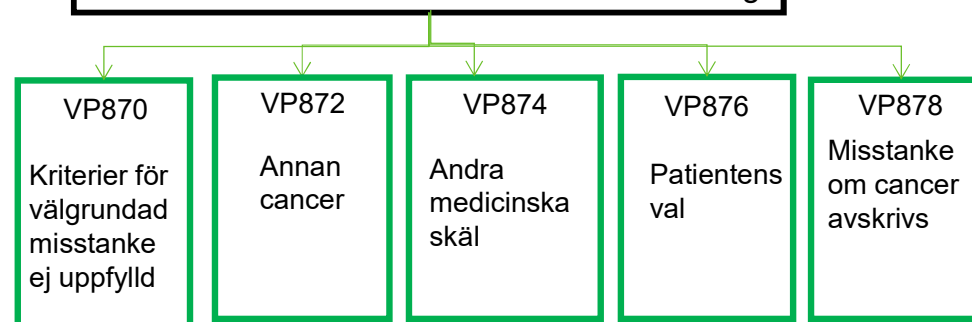 VP870
Kriterier för
välgrundad
misstanke
ej uppfylld
VP872
Annan
cancer
VP874
Andra
medicinska
skäl
VP876
Patientens
val
VP878
Misstanke
om cancer
avskrivs